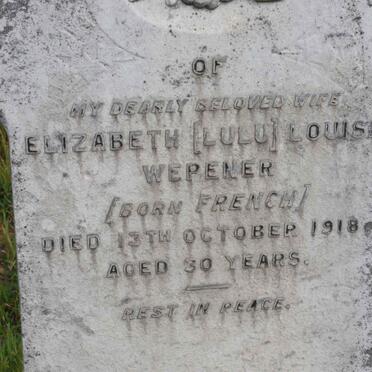 OF
MY DEARLY BELOVED WIFE
ELIZABETH [LULU] LOUIS
WEPENER
[BORN FRENCH]
DIED 13TH OCTOBER 1918
AGED 30 YEARS.
REST IN PEACE.